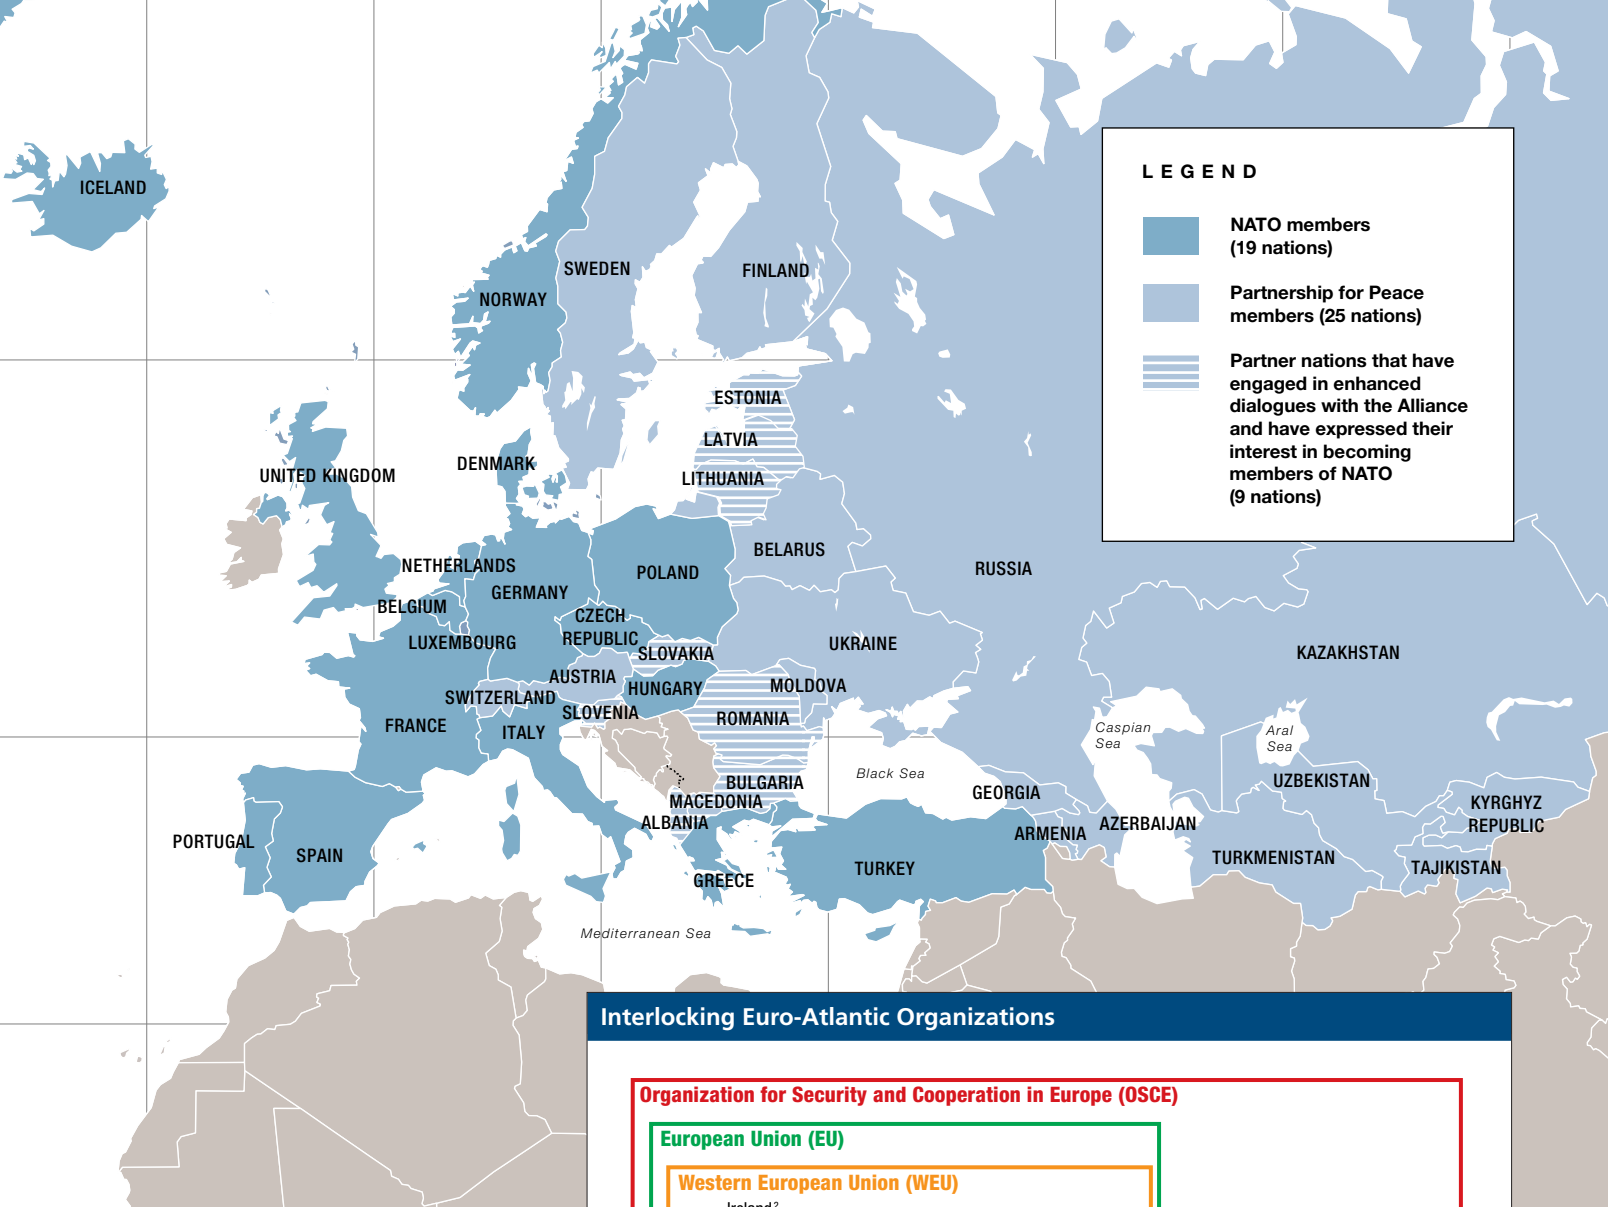 ICELAND
SWEDEN
FINLAND
NORWAY
ESTONIA
LATVIA
LITHUANIA
DENMARK
UNITED KINGDOM
BELARUS
NETHERLANDS
POLAND
RUSSIA
GERMANY
BELGIUM
CZECH
REPUBLIC
LUXEMBOURG
UKRAINE
SLOVAKIA
KAZAKHSTAN
AUSTRIA
HUNGARY
MOLDOVA
SWITZERLAND
SLOVENIA
ROMANIA
FRANCE
ITALY
Caspian
Sea
Aral
Sea
Black Sea
BULGARIA
UZBEKISTAN
GEORGIA
MACEDONIA
KYRGHYZ
REPUBLIC
ALBANIA
ARMENIA
AZERBAIJAN
PORTUGAL
SPAIN
TURKMENISTAN
TURKEY
TAJIKISTAN
GREECE
Mediterranean Sea
LEGEND
NATO members
(19 nations)
Partnership for Peace
members (25 nations)
Partner nations that have
engaged in enhanced
dialogues with the Alliance
and have expressed their
interest in becoming
members of NATO
(9 nations)
Interlocking Euro-Atlantic Organizations
Organization for Security and Cooperation in Europe (OSCE)
European Union (EU)
Western European Union (WEU)
Ireland²